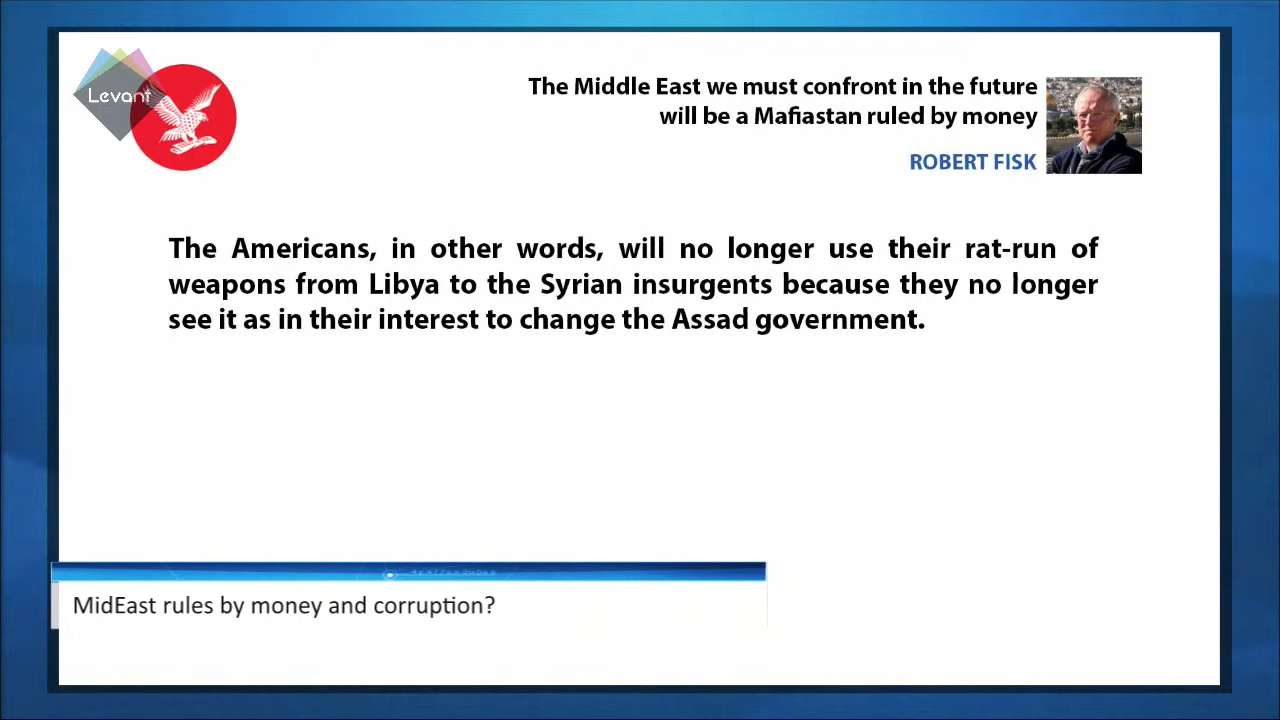 Levant
The Middle East we must confront in the future
will be a Mafiastan ruled by money
ROBERT FISK
The Americans, in other words, will no longer use their rat-run of
weapons from Libya to the Syrian insurgents because they no longer
see it as in their interest to change the Assad government.
MidEast rules by money and corruption?